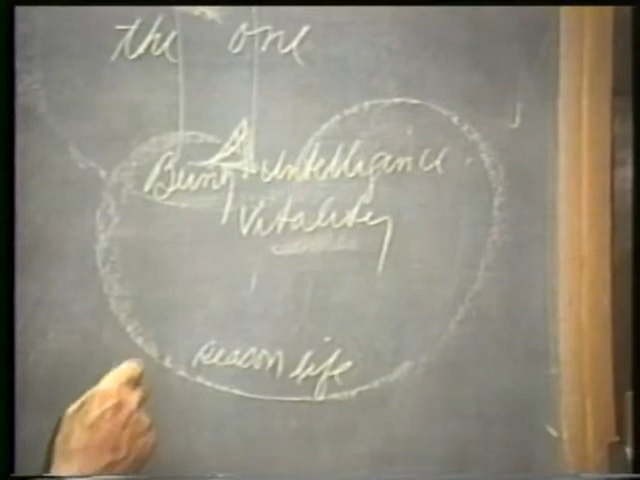 the one
Being Intelligence
Vitality
reason life